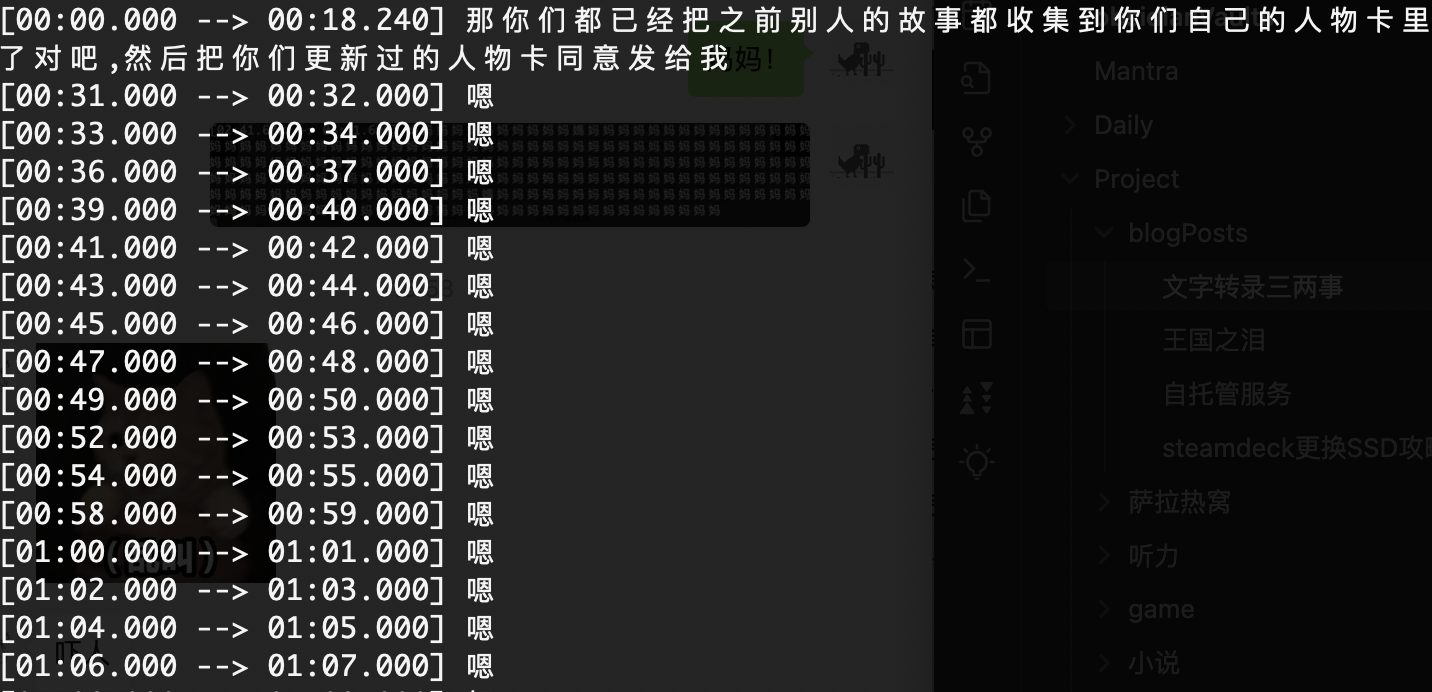 [00:00.000 --> 00:18.240] 那你们都已经把之前别人的故事都收集到你们自己的人物卡里
了对吧,然后把你们更新过的人物卡同意发给我
[00:31.000 --> 00:32.000] 嗯
[00:33.000 --> 00:34.000] 嗯
[00:36.000 --> 00:37.000] 嗯
[00:39.000 --> 00:40.000] 嗯
[00:41.000 --> 00:42.000] 嗯
[00:43.000 --> 00:44.000] 嗯
[00:45.000 --> 00:46.000] 嗯
[00:47.000 --> 00:48.000] 嗯
[00:49.000 --> 00:50.000] 嗯
[00:52.000 --> 00:53.000] 嗯
[00:54.000 --> 00:55.000] 嗯
[00:58.000 --> 00:59.000] 嗯
[01:00.000 --> 01:01.000] 嗯
[01:02.000 --> 01:03.000] 嗯
[01:04.000 --> 01:05.000] 嗯
[01:06.000 --> 01:07.000] 嗯
妈!
吓人
Mantra
Daily
Project
blogPosts
文字转录三两事
王国之泪
自托管服务
steamdeck更换SSD攻略
萨拉热窝
听力
game
小说